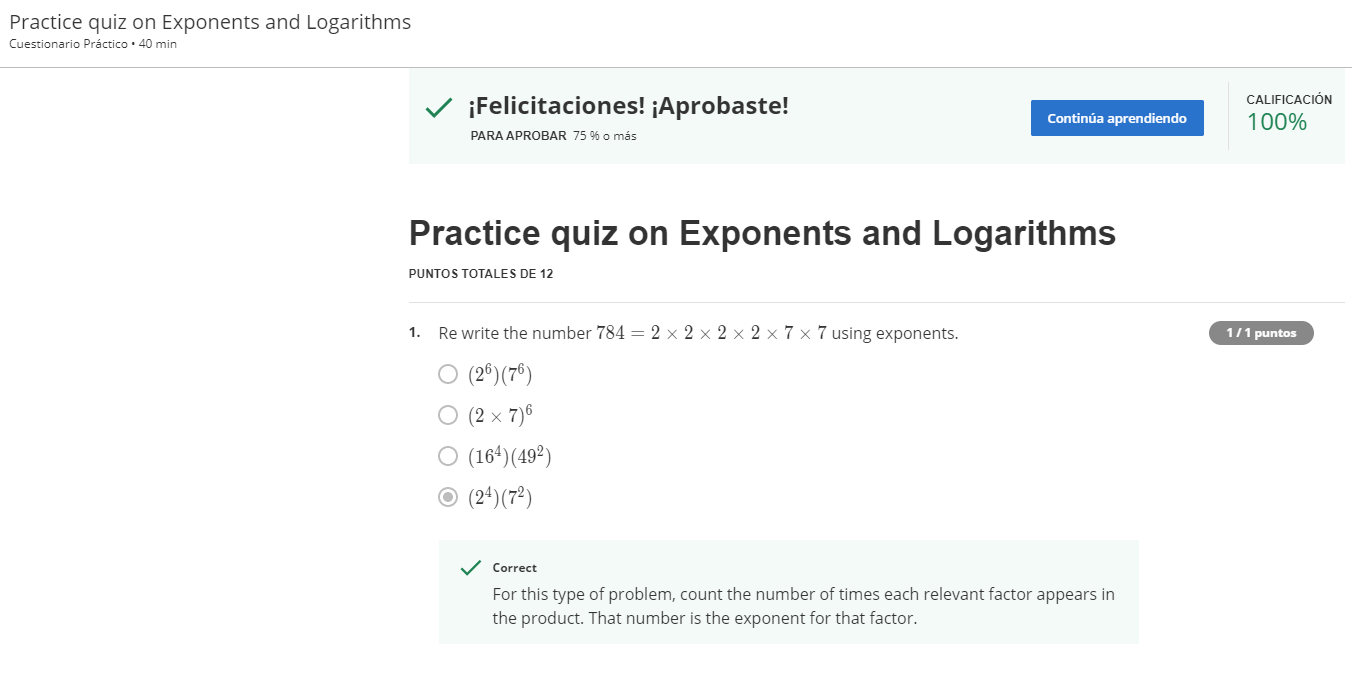 Practice quiz on Exponents and Logarithms
Cuestionario Práctico • 40 min
¡Felicitaciones! ¡Aprobaste!
PARA APROBAR 75 % o más
Continúa aprendiendo
CALIFICACIÓN
100%
Practice quiz on Exponents and Logarithms
PUNTOS TOTALES DE 12
1. Re write the number 784 = 2 × 2 × 2 × 2 × 7 × 7 using exponents.
1 / 1 puntos
(2⁶)(7⁶)
(2 × 7)⁶
(16⁴)(49²)
(2⁴)(7²)
Correct
For this type of problem, count the number of times each relevant factor appears in
the product. That number is the exponent for that factor.